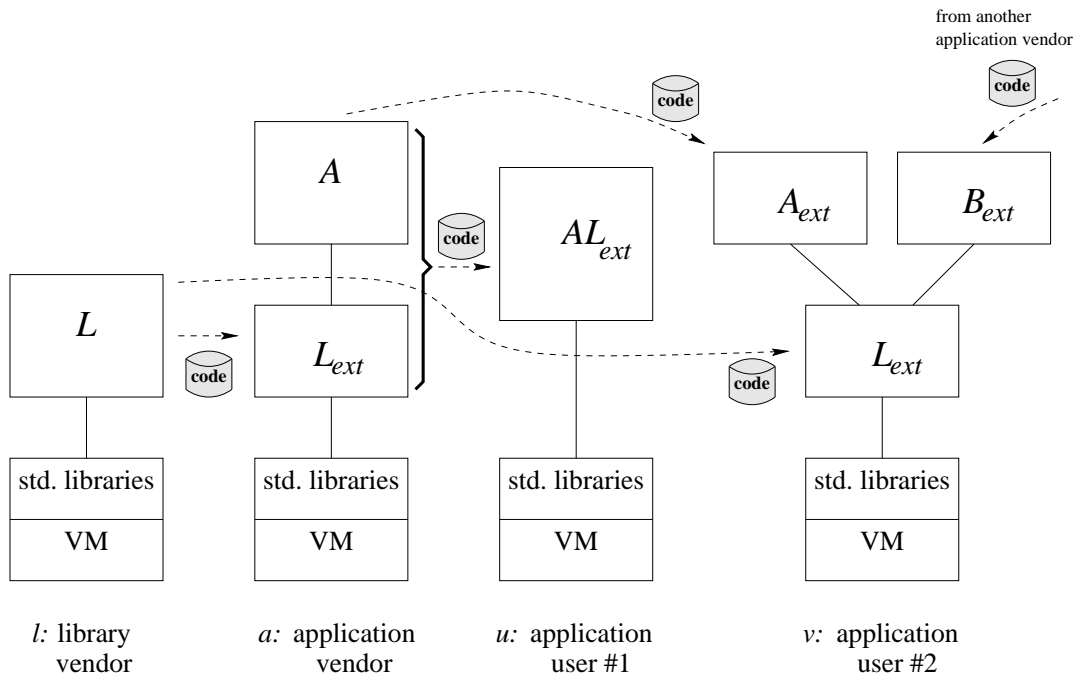 from another
application vendor
code
code
A
A_ext
B_ext
code
AL_ext
L
L_ext
L_ext
code
code
std. libraries
VM
std. libraries
VM
std. libraries
VM
std. libraries
VM
l: library
vendor
a: application
vendor
u: application
user #1
v: application
user #2